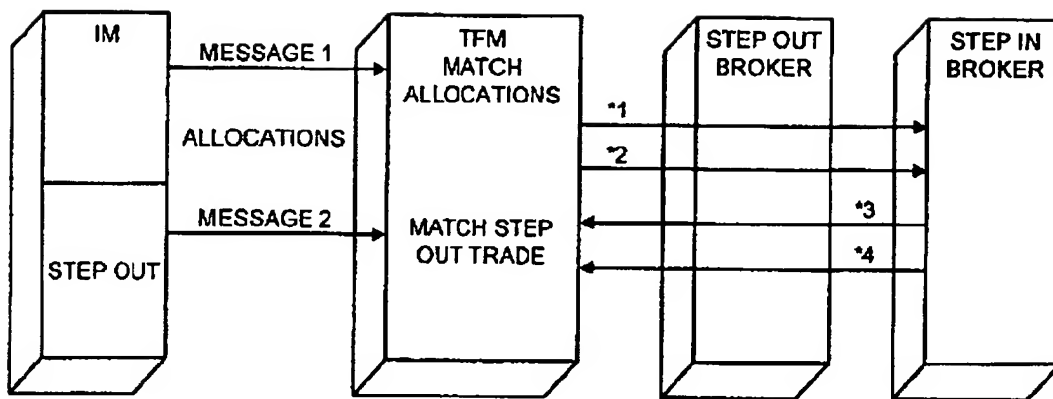 IM
MESSAGE 1
ALLOCATIONS
STEP OUT
MESSAGE 2
TFM
MATCH
ALLOCATIONS
MATCH STEP
OUT TRADE
STEP OUT
BROKER
STEP IN
BROKER
*1
*2
*3
*4